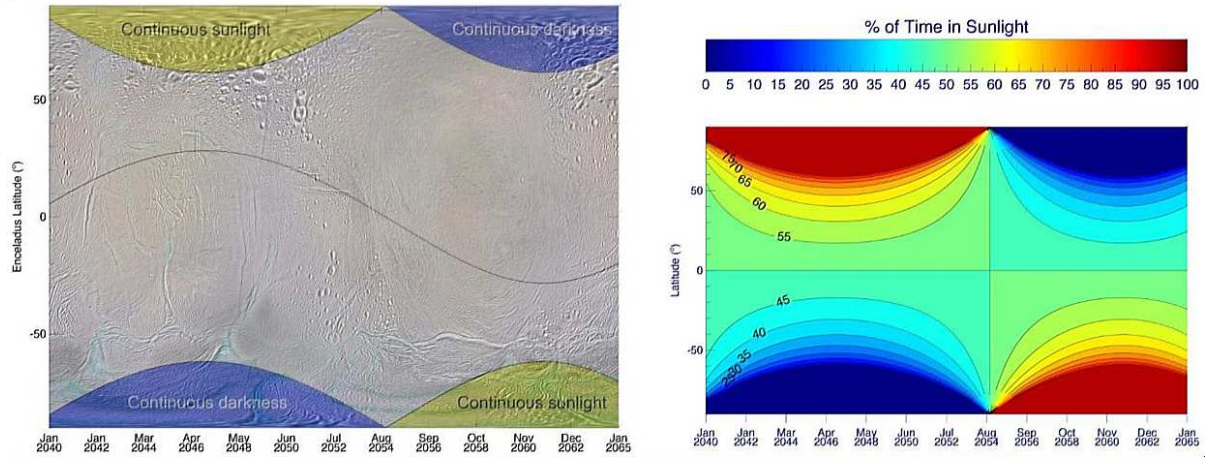 Continuous sunlight
Continuous darkness
50
0
-50
Enceladus Latitude (°)
Continuous darkness
Continuous sunlight
Jan Jan Mar Apr May Jun Jul Aug Sep Oct Nov Dec Jan
2040 2042 2044 2046 2048 2050 2052 2054 2056 2058 2060 2062 2065
% of Time in Sunlight
0 5 10 15 20 25 30 35 40 45 50 55 60 65 70 75 80 85 90 95 100
75
70
65
60
55
50
0
-50
Latitude (°)
45
40
35
30
25
Jan Jan Mar Apr May Jun Jul Aug Sep Oct Nov Dec Jan
2040 2042 2044 2046 2048 2050 2052 2054 2056 2058 2060 2062 2065